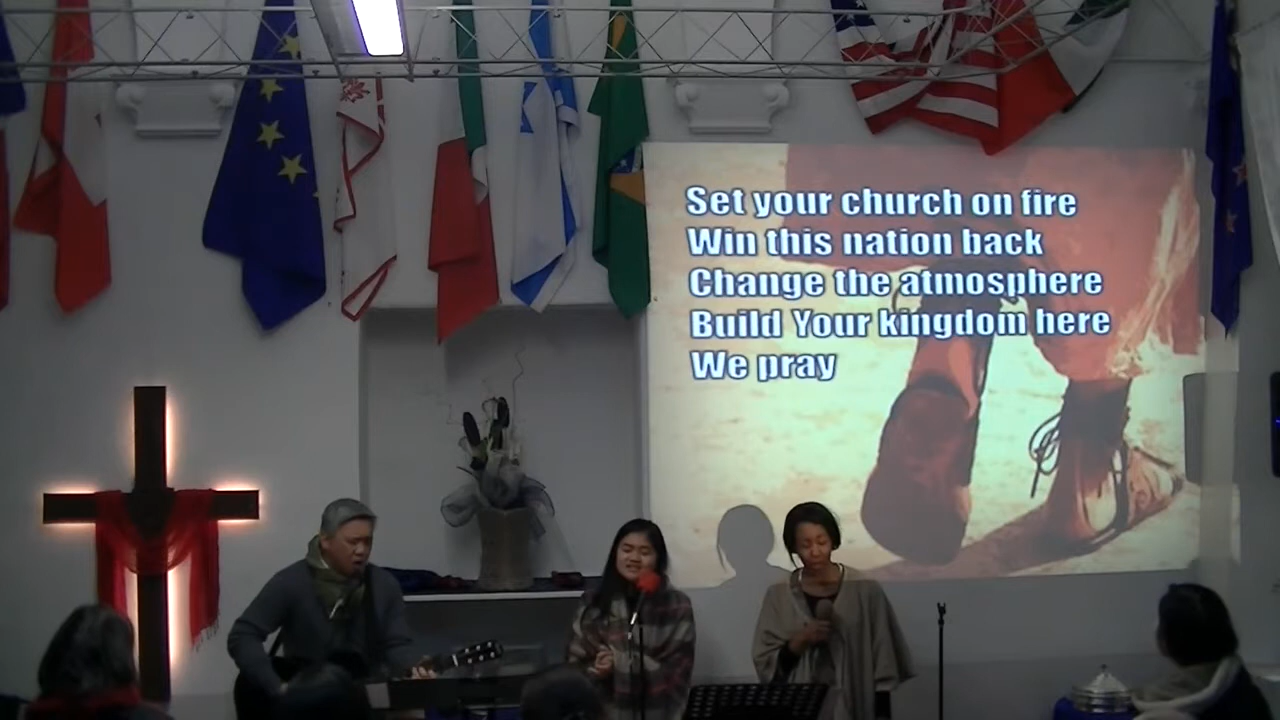 Set your church on fire
Win this nation back
Change the atmosphere
Build Your kingdom here
We pray